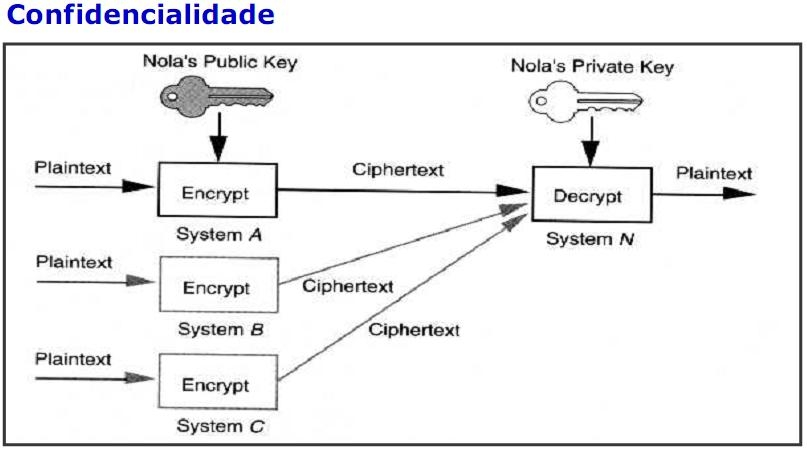 Confidencialidade
Nola's Public Key
Nola's Private Key
Plaintext
Encrypt
System A
Ciphertext
Decrypt
System N
Plaintext
Plaintext
Encrypt
System B
Ciphertext
Plaintext
Encrypt
System C
Ciphertext